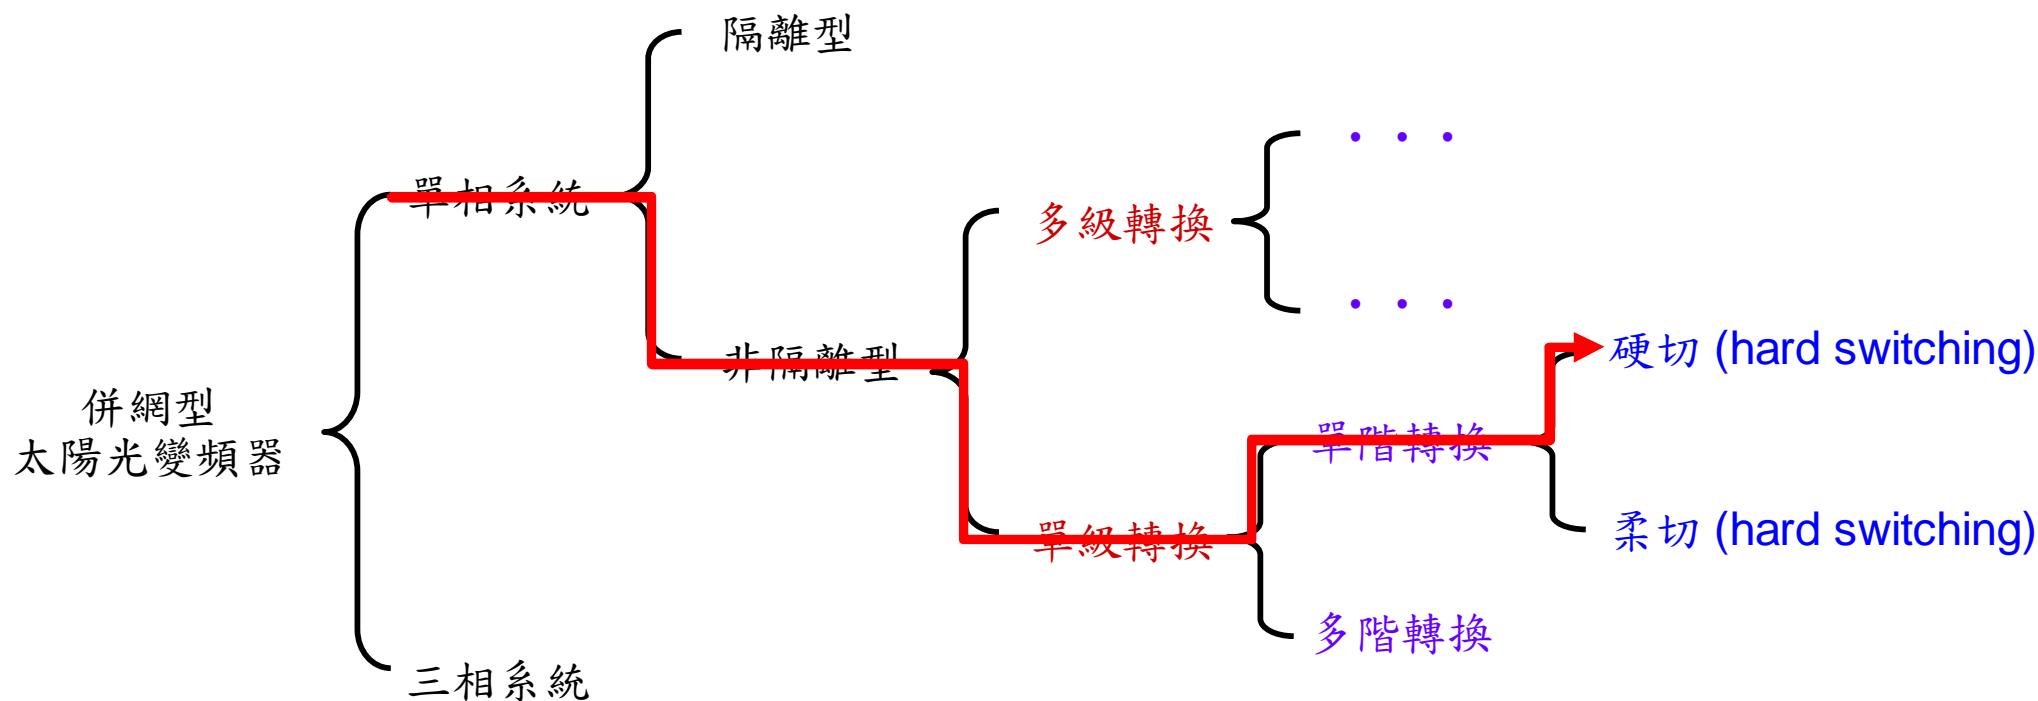 隔離型
. . .
單相系統
多級轉換
. . .
硬切 (hard switching)
非隔離型
併網型
太陽光變頻器
單階轉換
柔切 (hard switching)
單級轉換
多階轉換
三相系統